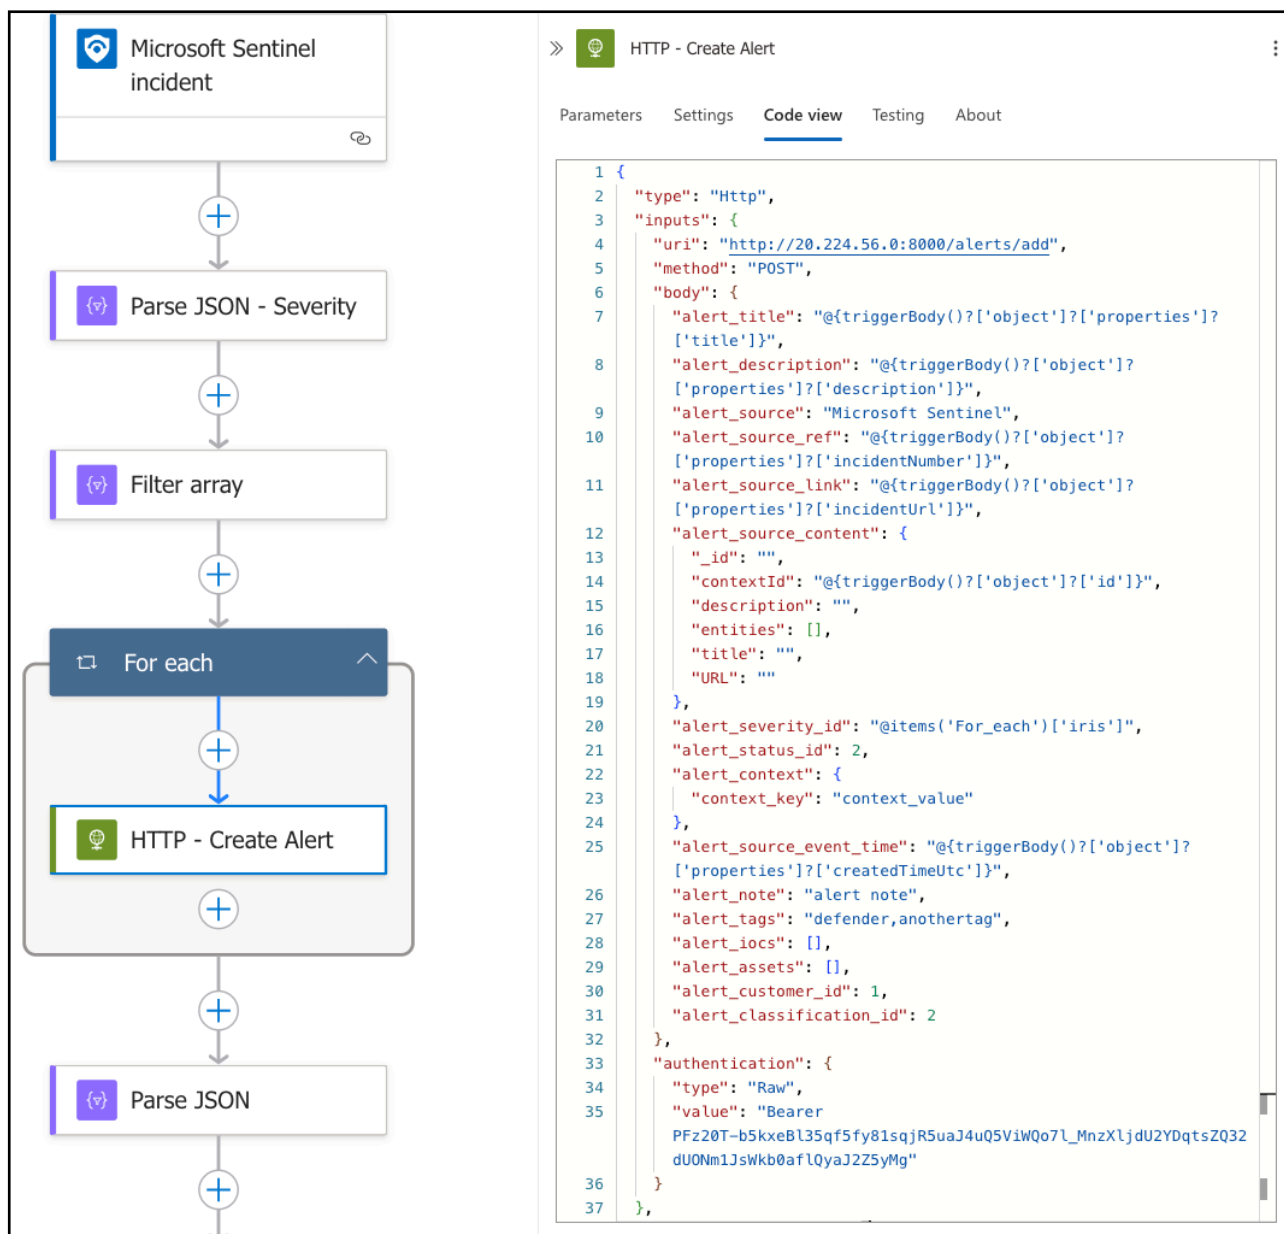 Microsoft Sentinel
incident
Parse JSON - Severity
Filter array
For each
HTTP - Create Alert
Parse JSON
HTTP - Create Alert
Parameters Settings Code view Testing About
1 {
2 "type": "Http",
3 "inputs": {
4 "uri": "http://20.224.56.0:8000/alerts/add",
5 "method": "POST",
6 "body": {
7 "alert_title": "@{triggerBody()?['object']?['properties']?
['title']}",
8 "alert_description": "@{triggerBody()?['object']?
['properties']?['description']}",
9 "alert_source": "Microsoft Sentinel",
10 "alert_source_ref": "@{triggerBody()?['object']?
['properties']?['incidentNumber']}",
11 "alert_source_link": "@{triggerBody()?['object']?
['properties']?['incidentUrl']}",
12 "alert_source_content": {
13 "_id": "",
14 "contextId": "@{triggerBody()?['object']?['id']}",
15 "description": "",
16 "entities": [],
17 "title": "",
18 "URL": ""
19 },
20 "alert_severity_id": "@items('For_each')['iris']",
21 "alert_status_id": 2,
22 "alert_context": {
23 "context_key": "context_value"
24 },
25 "alert_source_event_time": "@{triggerBody()?['object']?
['properties']?['createdTimeUtc']}",
26 "alert_note": "alert note",
27 "alert_tags": "defender,anothertag",
28 "alert_iocs": [],
29 "alert_assets": [],
30 "alert_customer_id": 1,
31 "alert_classification_id": 2
32 },
33 "authentication": {
34 "type": "Raw",
35 "value": "Bearer
PFz20T-b5kxeBl35qf5fy81sqjR5uaJ4uQ5ViWQo7l_MnzXljdU2YDqtsZQ32
dUONm1JsWkb0aflQyaJ2Z5yMg"
36 }
37 },